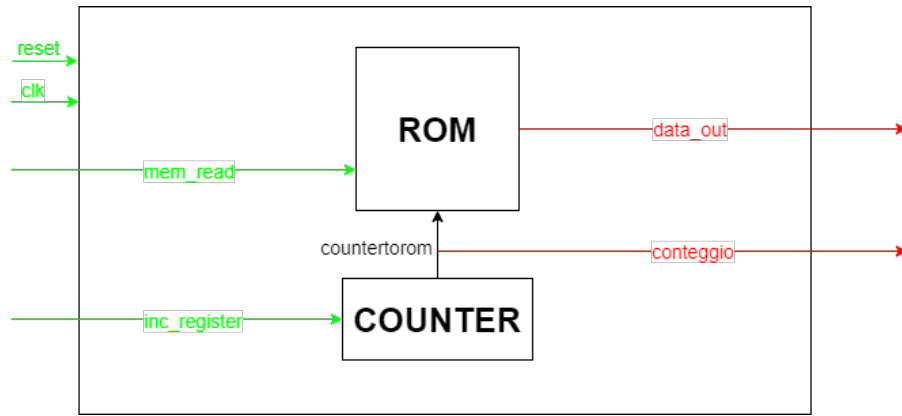 reset
clk
ROM
data_out
mem_read
countertorom
conteggio
COUNTER
inc_register